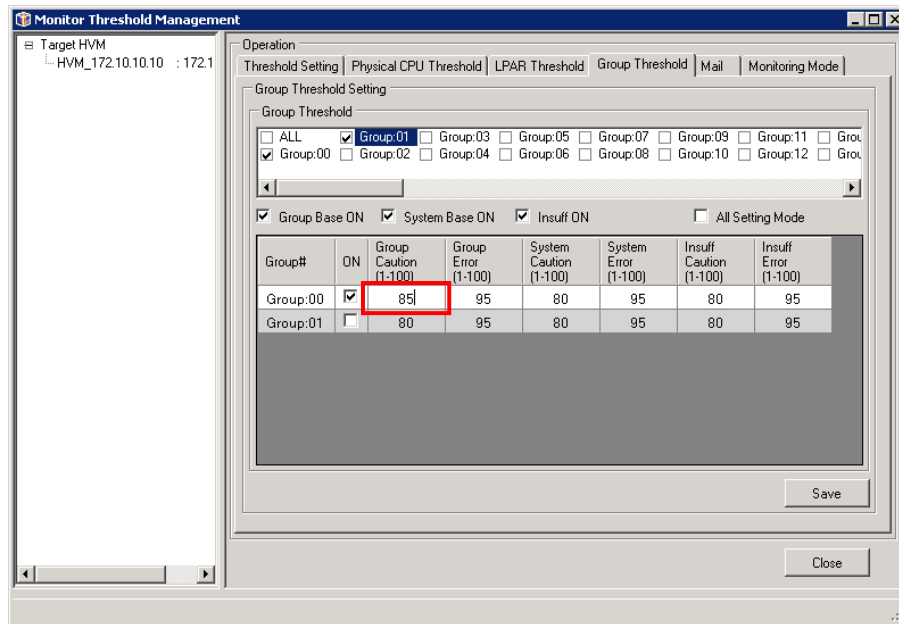 Monitor Threshold Management
Target HVM
HVM_172.10.10.10 : 172.1
Operation
Threshold Setting Physical CPU Threshold LPAR Threshold Group Threshold Mail Monitoring Mode
Group Threshold Setting
Group Threshold
ALL Group:01 Group:03 Group:05 Group:07 Group:09 Group:11 Grou
Group:00 Group:02 Group:04 Group:06 Group:08 Group:10 Group:12 Grou
Group Base ON System Base ON Insuff ON All Setting Mode
Group# ON Group Caution (1-100) Group Error (1-100) System Caution (1-100) System Error (1-100) Insuff Caution (1-100) Insuff Error (1-100)
Group:00 85 95 80 95 80 95
Group:01 80 95 80 95 80 95
Save
Close